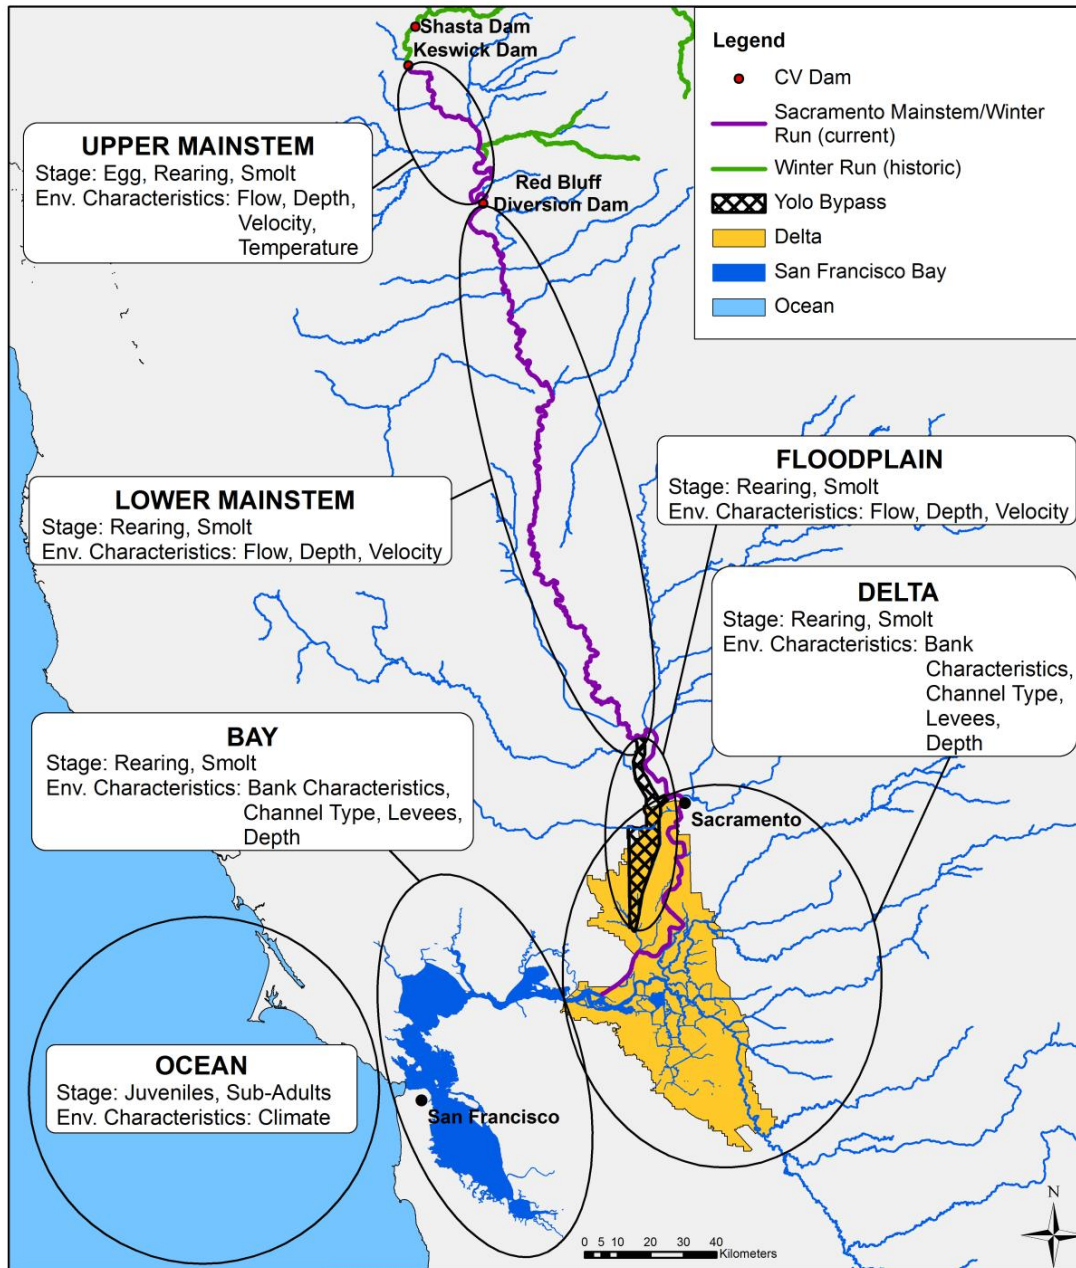 Shasta Dam
Keswick Dam
Legend
CV Dam
Sacramento Mainstem/Winter
Run (current)
Winter Run (historic)
Yolo Bypass
Delta
San Francisco Bay
Ocean
UPPER MAINSTEM
Stage: Egg, Rearing, Smolt
Env. Characteristics: Flow, Depth,
Velocity,
Temperature
Red Bluff
Diversion Dam
LOWER MAINSTEM
Stage: Rearing, Smolt
Env. Characteristics: Flow, Depth, Velocity
FLOODPLAIN
Stage: Rearing, Smolt
Env. Characteristics: Flow, Depth, Velocity
DELTA
Stage: Rearing, Smolt
Env. Characteristics: Bank
Characteristics,
Channel Type,
Levees,
Depth
BAY
Stage: Rearing, Smolt
Env. Characteristics: Bank Characteristics,
Channel Type, Levees,
Depth
Sacramento
OCEAN
Stage: Juveniles, Sub-Adults
Env. Characteristics: Climate
San Francisco
N
0 5 10 20 30 40
Kilometers